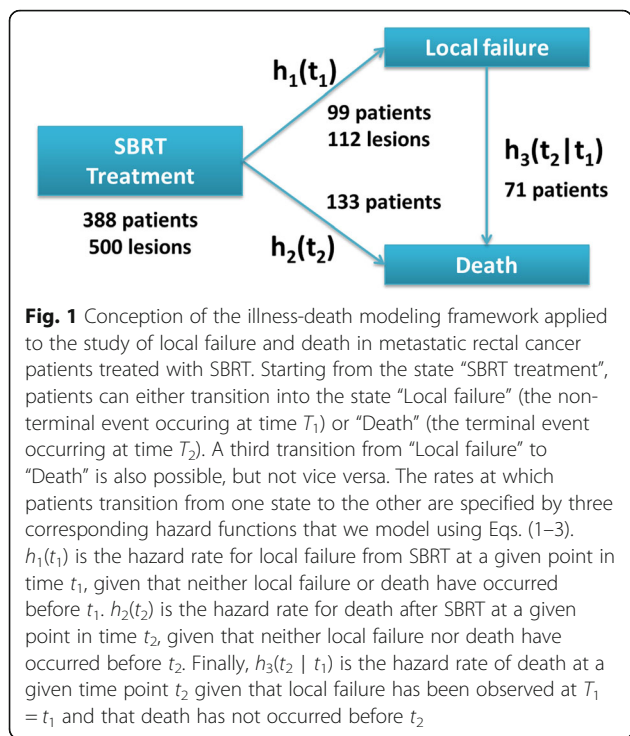 Local failure
h₁(t₁)
99 patients
112 lesions
h₃(t₂|t₁)
71 patients
SBRT
Treatment
133 patients
388 patients
500 lesions
h₂(t₂)
Death
Fig. 1 Conception of the illness-death modeling framework applied
to the study of local failure and death in metastatic rectal cancer
patients treated with SBRT. Starting from the state “SBRT treatment”,
patients can either transition into the state “Local failure” (the non-
terminal event occuring at time T₁) or “Death” (the terminal event
occurring at time T₂). A third transition from “Local failure” to
“Death” is also possible, but not vice versa. The rates at which
patients transition from one state to the other are specified by three
corresponding hazard functions that we model using Eqs. (1–3).
h₁(t₁) is the hazard rate for local failure from SBRT at a given point in
time t₁, given that neither local failure or death have occurred
before t₁. h₂(t₂) is the hazard rate for death after SBRT at a given
point in time t₂, given that neither local failure nor death have
occurred before t₂. Finally, h₃(t₂ | t₁) is the hazard rate of death at a
given time point t₂ given that local failure has been observed at T₁
= t₁ and that death has not occurred before t₂